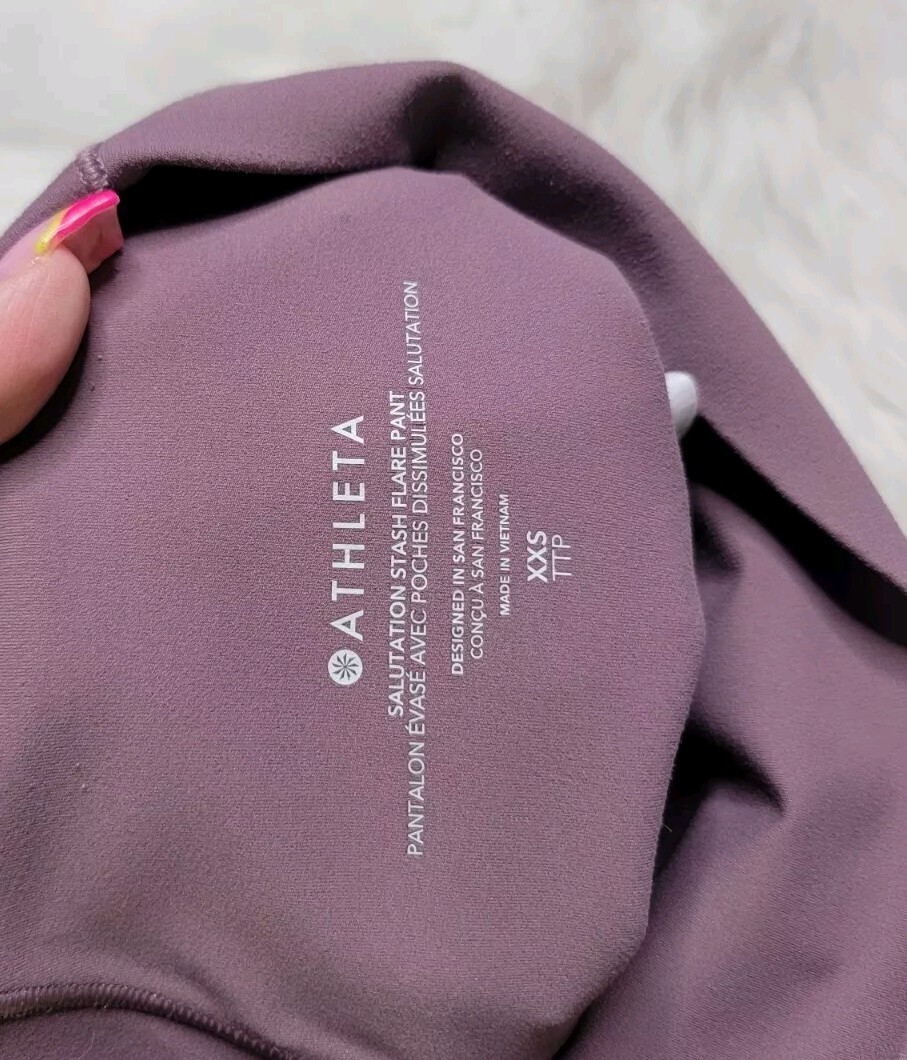 ATHLETA
SALUTATION STASH FLARE PANT
PANTALON ÉVASÉ AVEC POCHES DISSIMULÉES SALUTATION
DESIGNED IN SAN FRANCISCO
CONÇU À SAN FRANCISCO
MADE IN VIETNAM
XXS
TTP